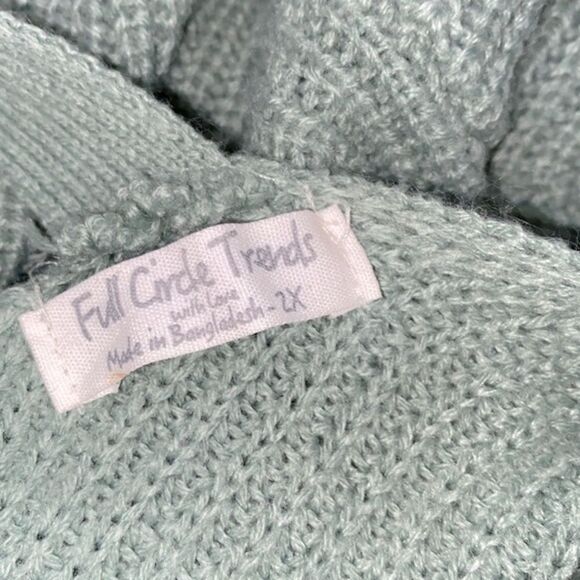 Full Circle Trends
with Love
Made in Bangladesh - 2X